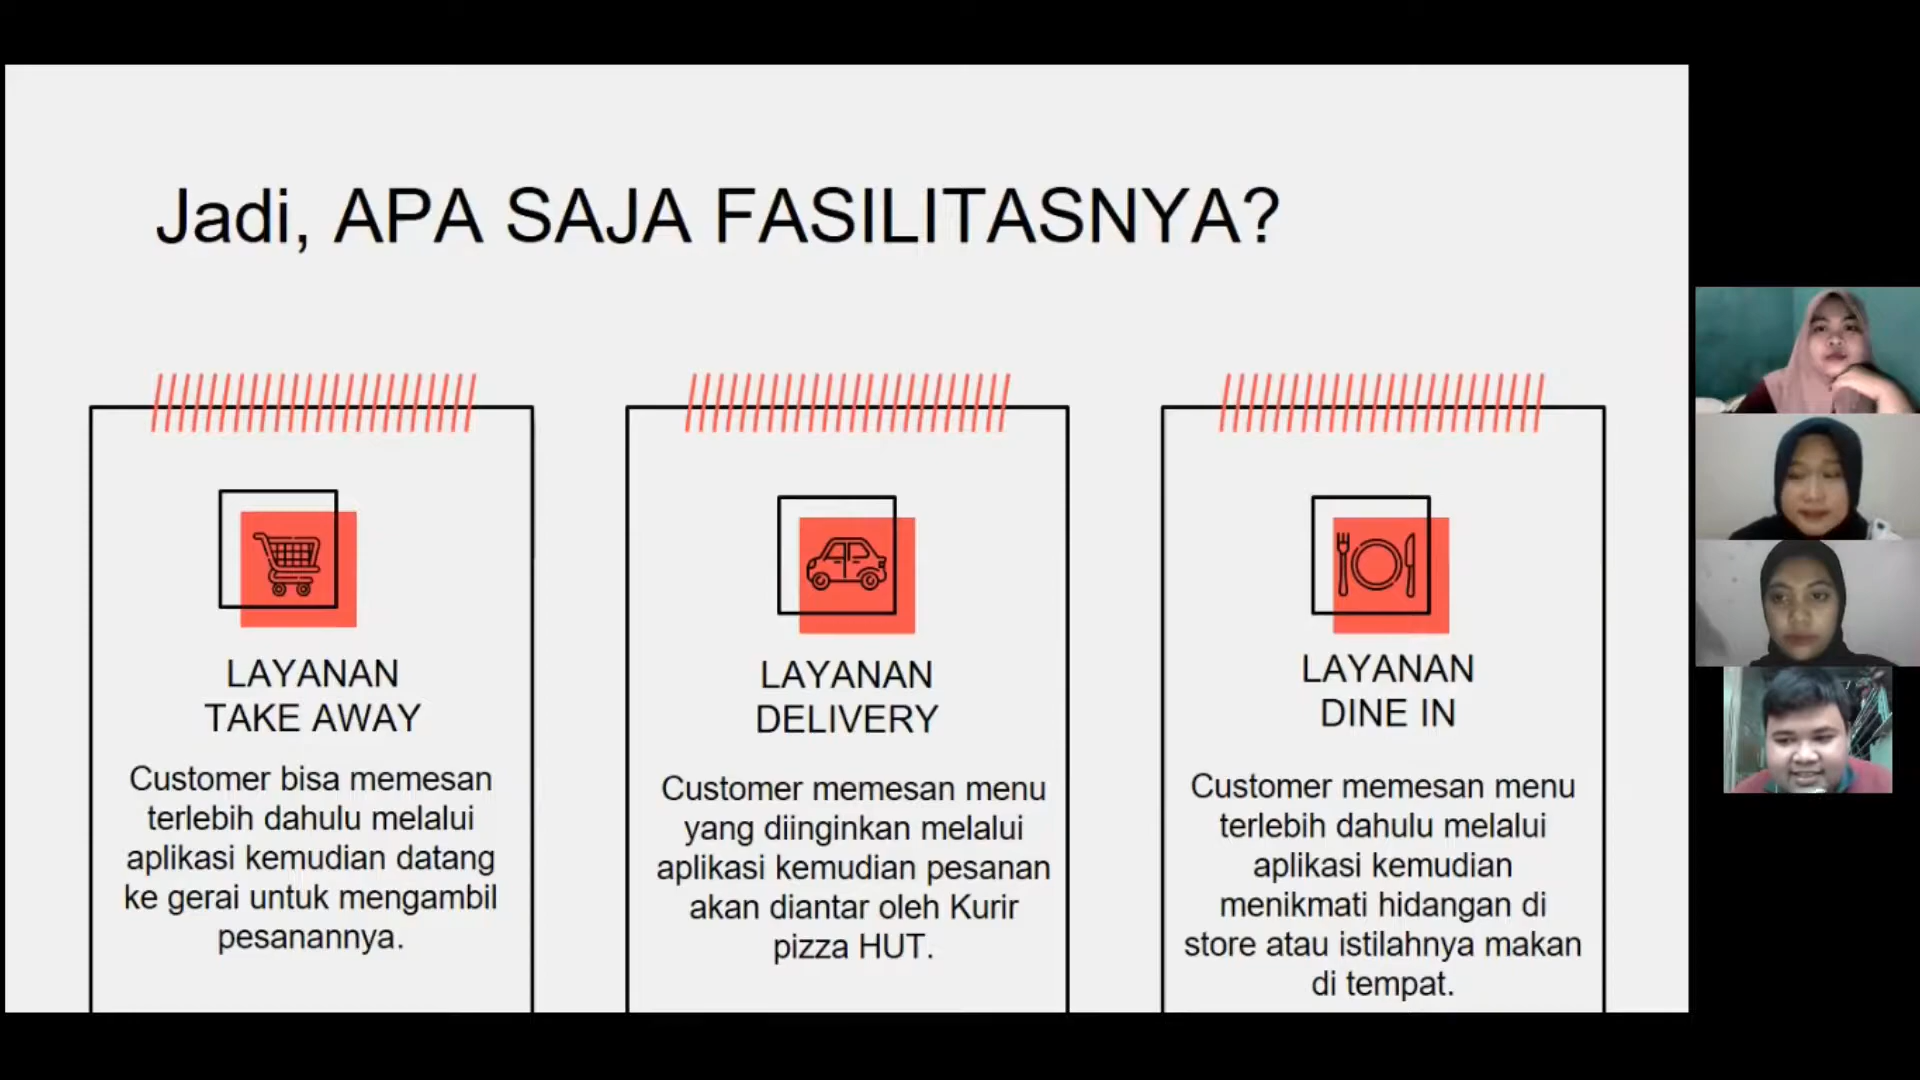 Jadi, APA SAJA FASILITASNYA?
LAYANAN
TAKE AWAY
Customer bisa memesan
terlebih dahulu melalui
aplikasi kemudian datang
ke gerai untuk mengambil
pesanannya.
LAYANAN
DELIVERY
Customer memesan menu
yang diinginkan melalui
aplikasi kemudian pesanan
akan diantar oleh Kurir
pizza HUT.
LAYANAN
DINE IN
Customer memesan menu
terlebih dahulu melalui
aplikasi kemudian
menikmati hidangan di
store atau istilahnya makan
di tempat.